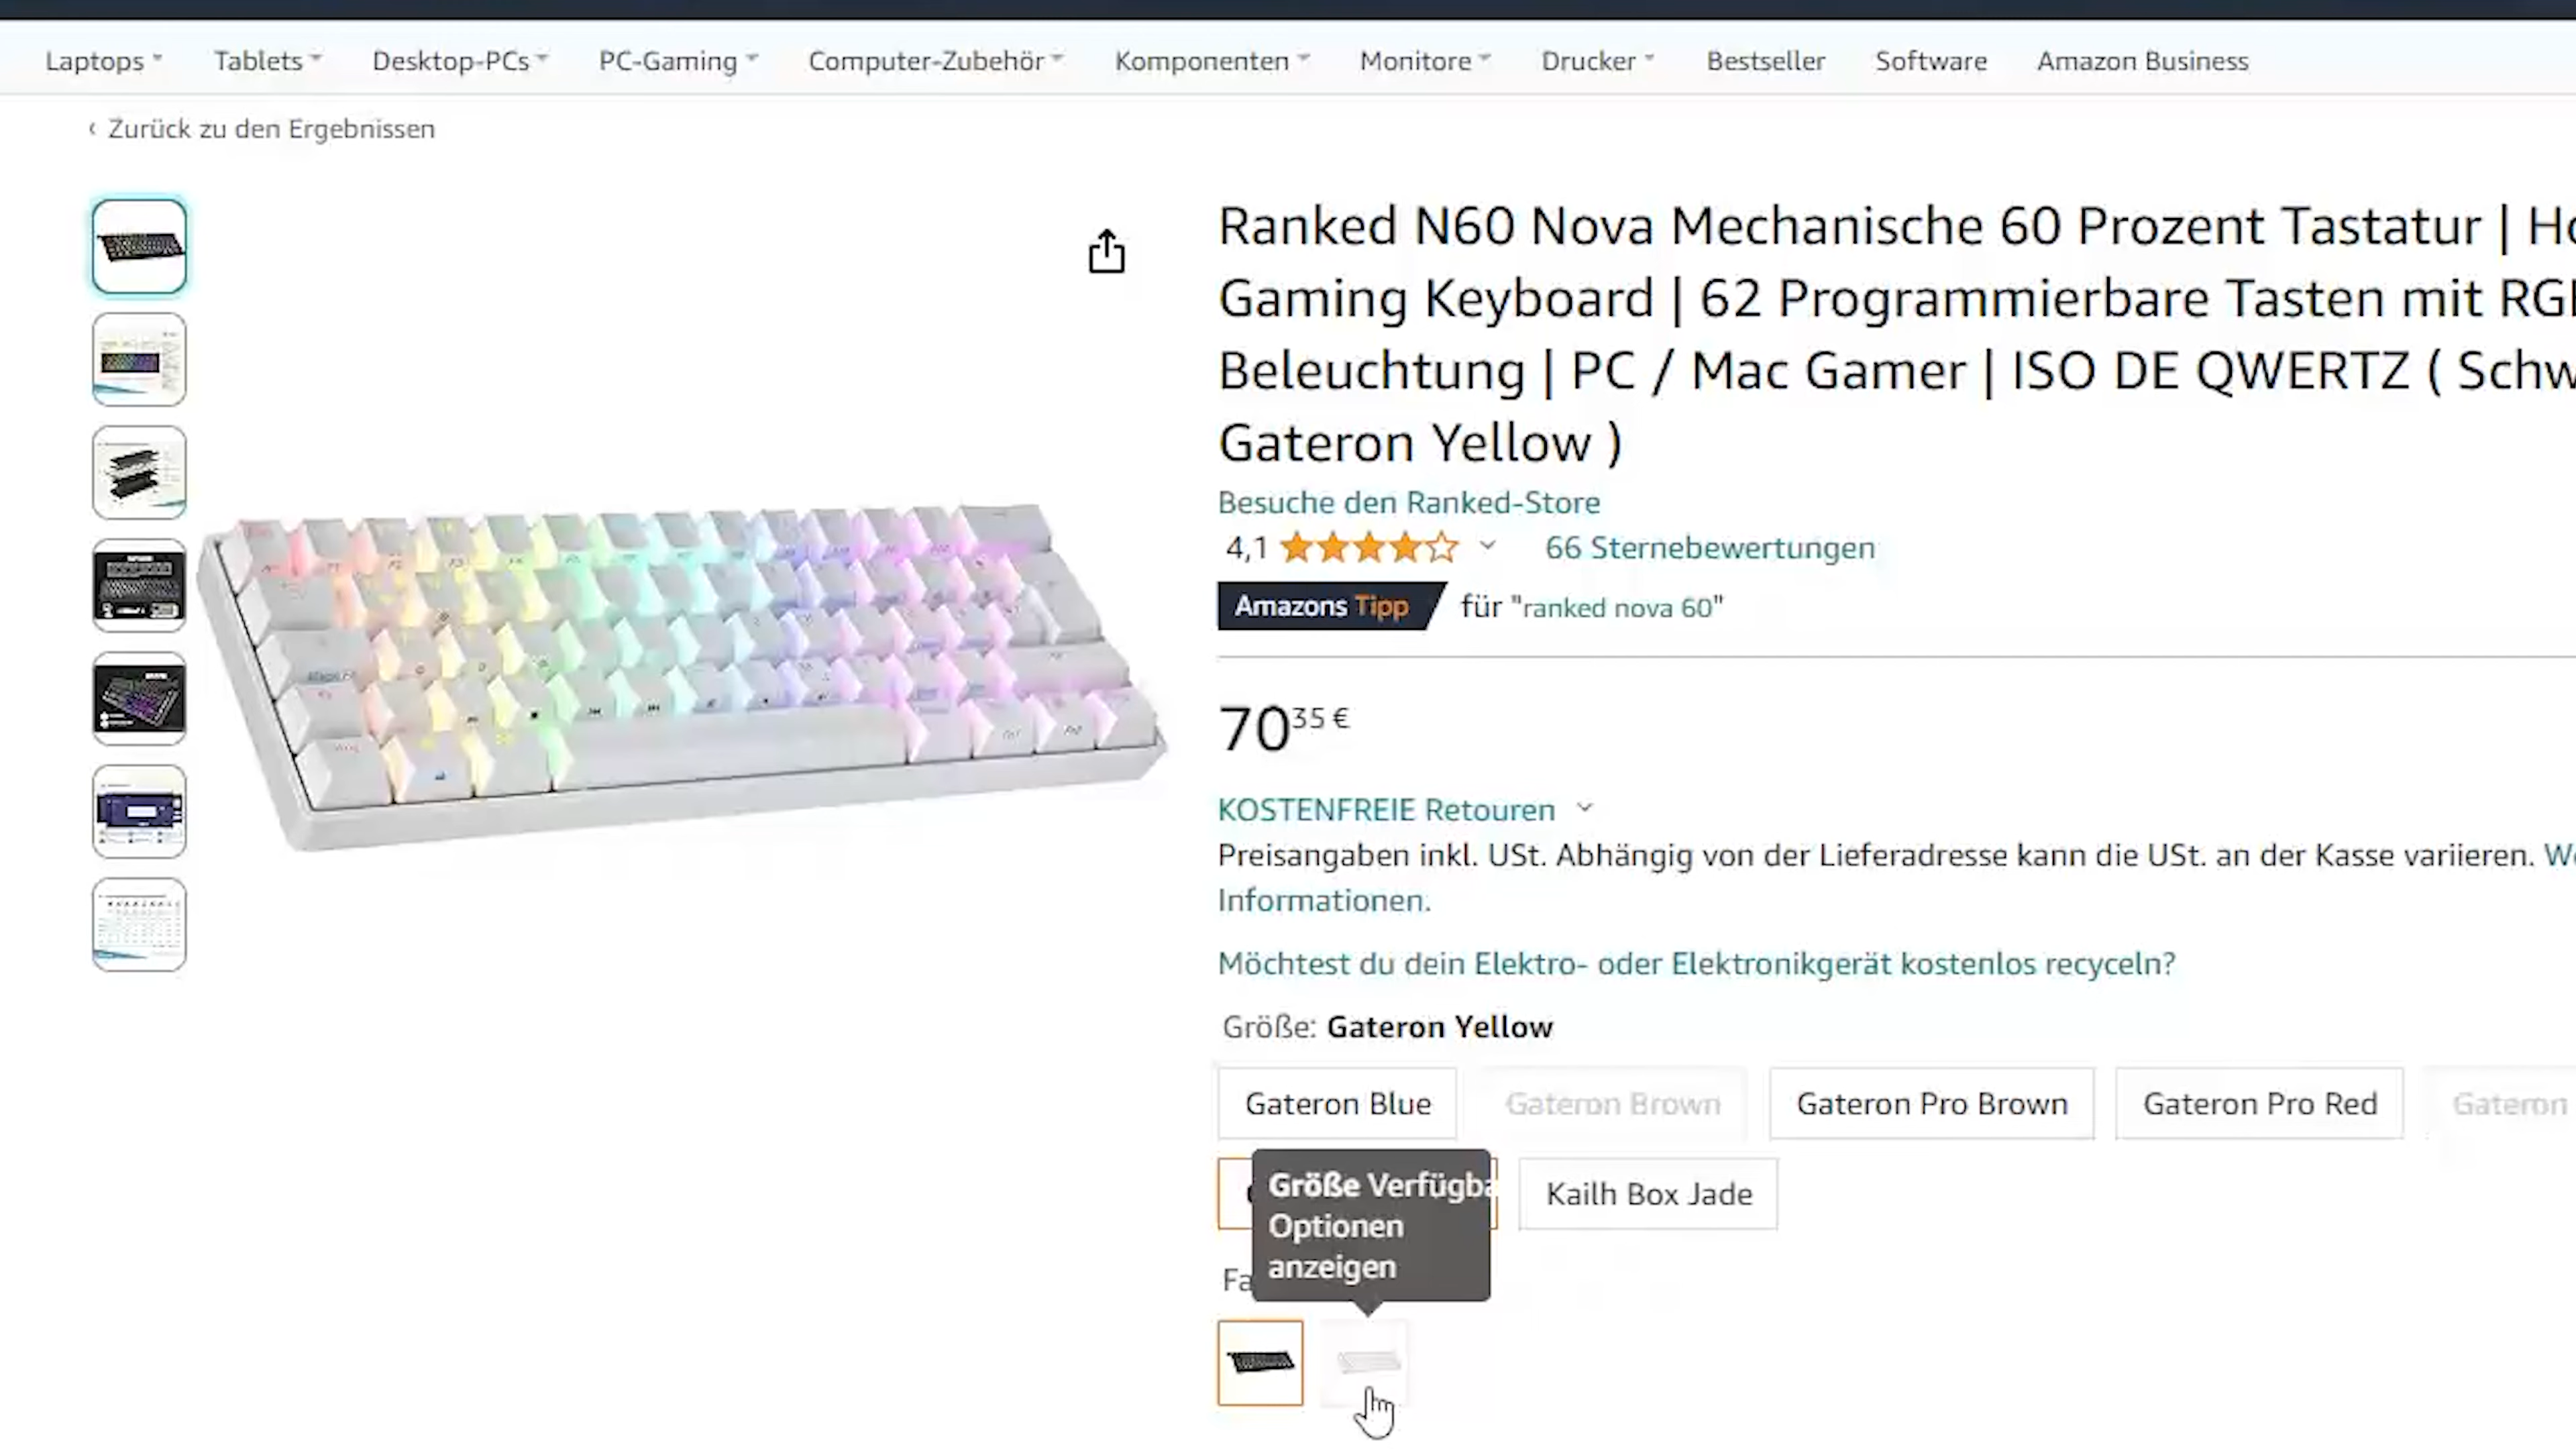 Laptops Tablets Desktop-PCs PC-Gaming Computer-Zubehör Komponenten Monitore Drucker Bestseller Software Amazon Business
‹ Zurück zu den Ergebnissen
Ranked N60 Nova Mechanische 60 Prozent Tastatur |
Gaming Keyboard | 62 Programmierbare Tasten mit
Beleuchtung | PC / Mac Gamer | ISO DE QWERTZ (
Gateron Yellow )
Besuche den Ranked-Store
4,1 66 Sternebewertungen
Amazons Tipp für "ranked nova 60"
70 35 €
KOSTENFREIE Retouren
Preisangaben inkl. USt. Abhängig von der Lieferadresse kann die USt. an der Kasse variieren.
Informationen.
Möchtest du dein Elektro- oder Elektronikgerät kostenlos recyceln?
Größe: Gateron Yellow
Gateron Blue Gateron Brown Gateron Pro Brown Gateron Pro Red Gateron
Kailh Box Jade
Größe Verfügba
Optionen
anzeigen
Fa